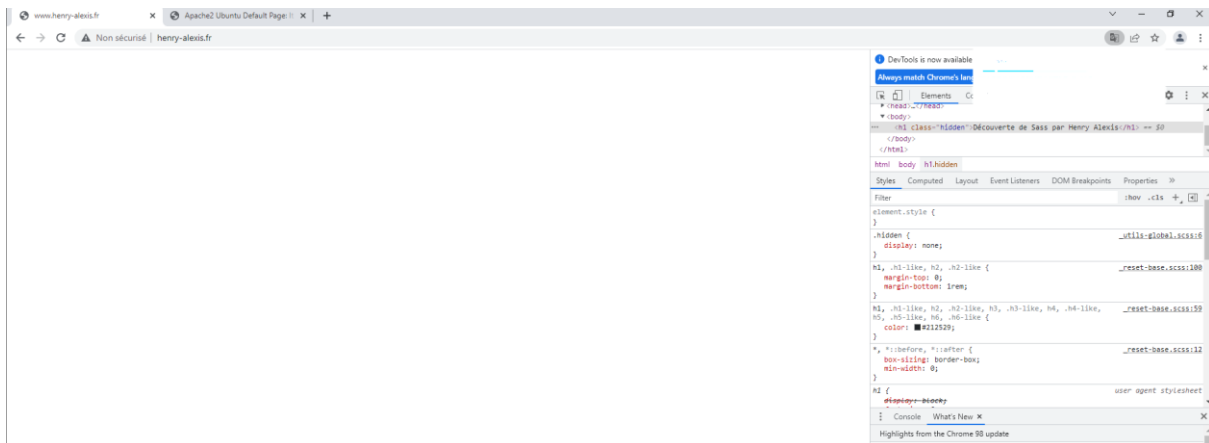 www.henry-alexis.fr × Apache2 Ubuntu Default Page: It × +
Non sécurisé | henry-alexis.fr
DevTools is now available
Always match Chrome's lang
Elements Co
<head>…</head>
<body>
<h1 class="hidden">Découverte de Sass par Henry Alexis</h1> == $0
</body>
</html>
html body h1.hidden
Styles Computed Layout Event Listeners DOM Breakpoints Properties »
Filter :hov .cls +
element.style {
}
.hidden { _utils-global.scss:6
display: none;
}
h1, .h1-like, h2, .h2-like { _reset-base.scss:100
margin-top: 0;
margin-bottom: 1rem;
}
h1, .h1-like, h2, .h2-like, h3, .h3-like, h4, .h4-like, _reset-base.scss:59
h5, .h5-like, h6, .h6-like {
color: #212529;
}
*, *::before, *::after { _reset-base.scss:12
box-sizing: border-box;
min-width: 0;
}
h1 { user agent stylesheet
display: block;
Console What's New ×
Highlights from the Chrome 98 update